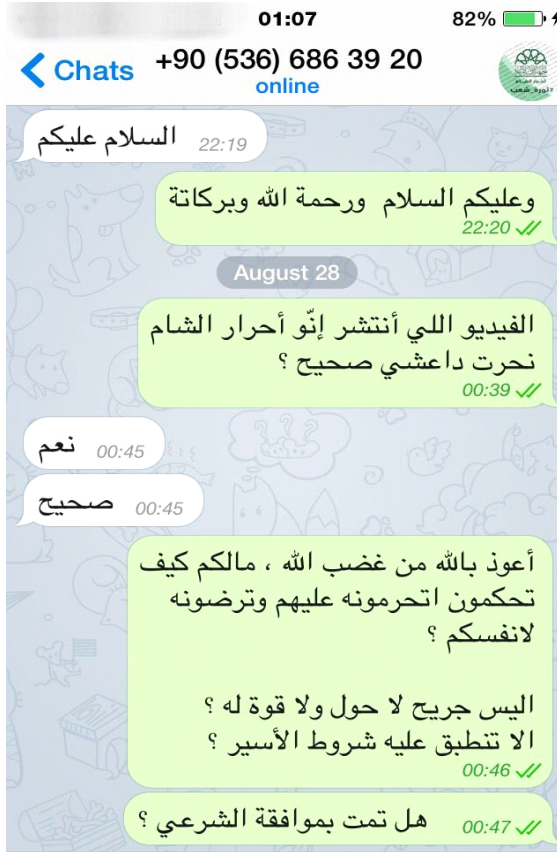 01:07
82%
Chats
+90 (536) 686 39 20
online
السلام عليكم
22:19
وعليكم السلام ورحمة الله وبركاتة
22:20
August 28
الفيديو اللي أنتشر إنّو أحرار الشام
نحرت داعشي صحيح ؟
00:39
نعم
00:45
صحيح
00:45
أعوذ بالله من غضب الله ، مالكم كيف
تحكمون اتحرمونه عليهم وترضونه
لانفسكم ؟
اليس جريح لا حول ولا قوة له ؟
الا تنطبق عليه شروط الأسير ؟
00:46
هل تمت بموافقة الشرعي ؟
00:47